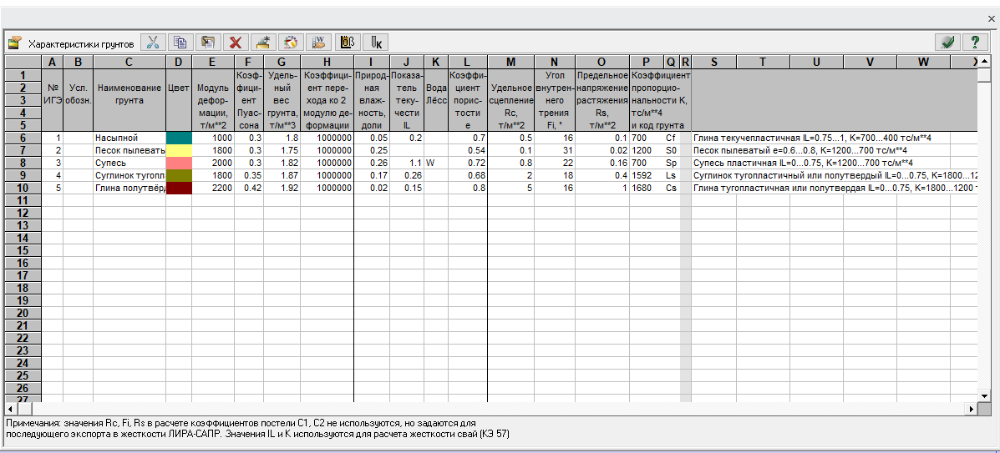 Характеристики грунтов
A B C D E F G H I J K L M N O P Q R S T U V W X
1 Коэф- Удель- Природ- Показа- Коэффи- Угол Предельное Коэффициент
2 № Усл. Наименование Цвет Модуль фици- ный Коэффици- ная тель Вода циент Удельное внутрен- напряжение пропорцио-
3 ИГЭ обозн. грунта дефор- ент вес ент пере- влаж- теку- Лёсс порис- сцепление него растяжения нальности K,
4 мации, Пуас- грунта, хода ко 2 ность, чести тости Rc, трения Rs, тс/м**4
5 т/м**2 сона т/м**3 модулю де- доли IL e т/м**2 Fi, ° т/м**2 и код грунта
формации
6 1 Насыпной 1000 0.3 1.8 1000000 0.05 0.2 0.7 0.5 16 0.1 700 Cf Глина текучепластичная IL=0.75...1, K=700...400 тс/м**4
7 2 Песок пылевать 1800 0.3 1.75 1000000 0.25 0.54 0.1 31 0.02 1200 S0 Песок пылеватый e=0.6...0.8, K=1200...700 тс/м**4
8 3 Супесь 2000 0.3 1.82 1000000 0.26 1.1 W 0.72 0.8 22 0.16 700 Sp Супесь пластичная IL=0...0.75, K=1200...700 тс/м**4
9 4 Суглинок тугопл 1800 0.35 1.87 1000000 0.17 0.26 0.68 2 18 0.4 1592 Ls Суглинок тугопластичный или полутвердый IL=0...0.75, K=1800...12
10 5 Глина полутвёрд 2200 0.42 1.92 1000000 0.02 0.15 0.8 5 16 1 1680 Cs Глина тугопластичная или полутвердая IL=0...0.75, K=1800...1200
11
12
13
14
15
16
17
18
19
20
21
22
23
24
25
26
27
Примечания: значения Rc, Fi, Rs в расчете коэффициентов постели C1, C2 не используются, но задаются для
последующего экспорта в жесткости ЛИРА-САПР. Значения IL и K используются для расчета жесткости свай (КЭ 57)